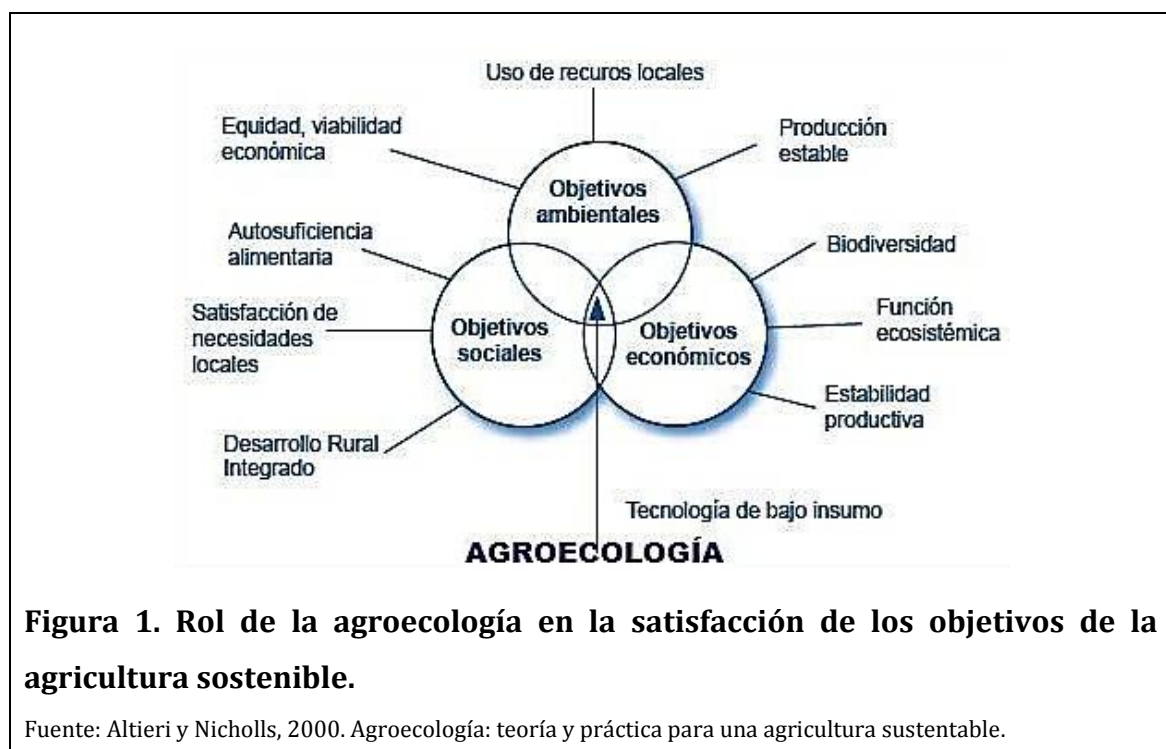 Uso de recuros locales
Equidad, viabilidad
económica
Producción
estable
Objetivos
ambientales
Autosuficiencia
alimentaria
Biodiversidad
Satisfacción de
necesidades
locales
Objetivos
sociales
Objetivos
económicos
Función
ecosistémica
Estabilidad
productiva
Desarrollo Rural
Integrado
Tecnología de bajo insumo
AGROECOLOGÍA
Figura 1. Rol de la agroecología en la satisfacción de los objetivos de la
agricultura sostenible.
Fuente: Altieri y Nicholls, 2000. Agroecología: teoría y práctica para una agricultura sustentable.